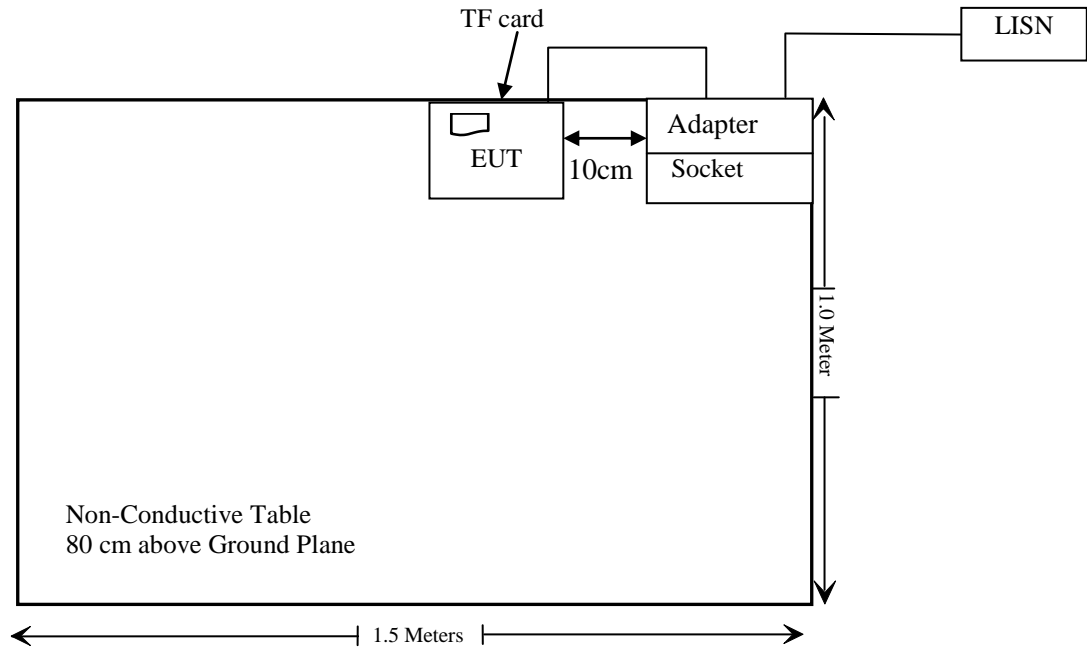 TF card
LISN
Adapter
EUT
10cm
Socket
1.0 Meter
Non-Conductive Table
80 cm above Ground Plane
1.5 Meters